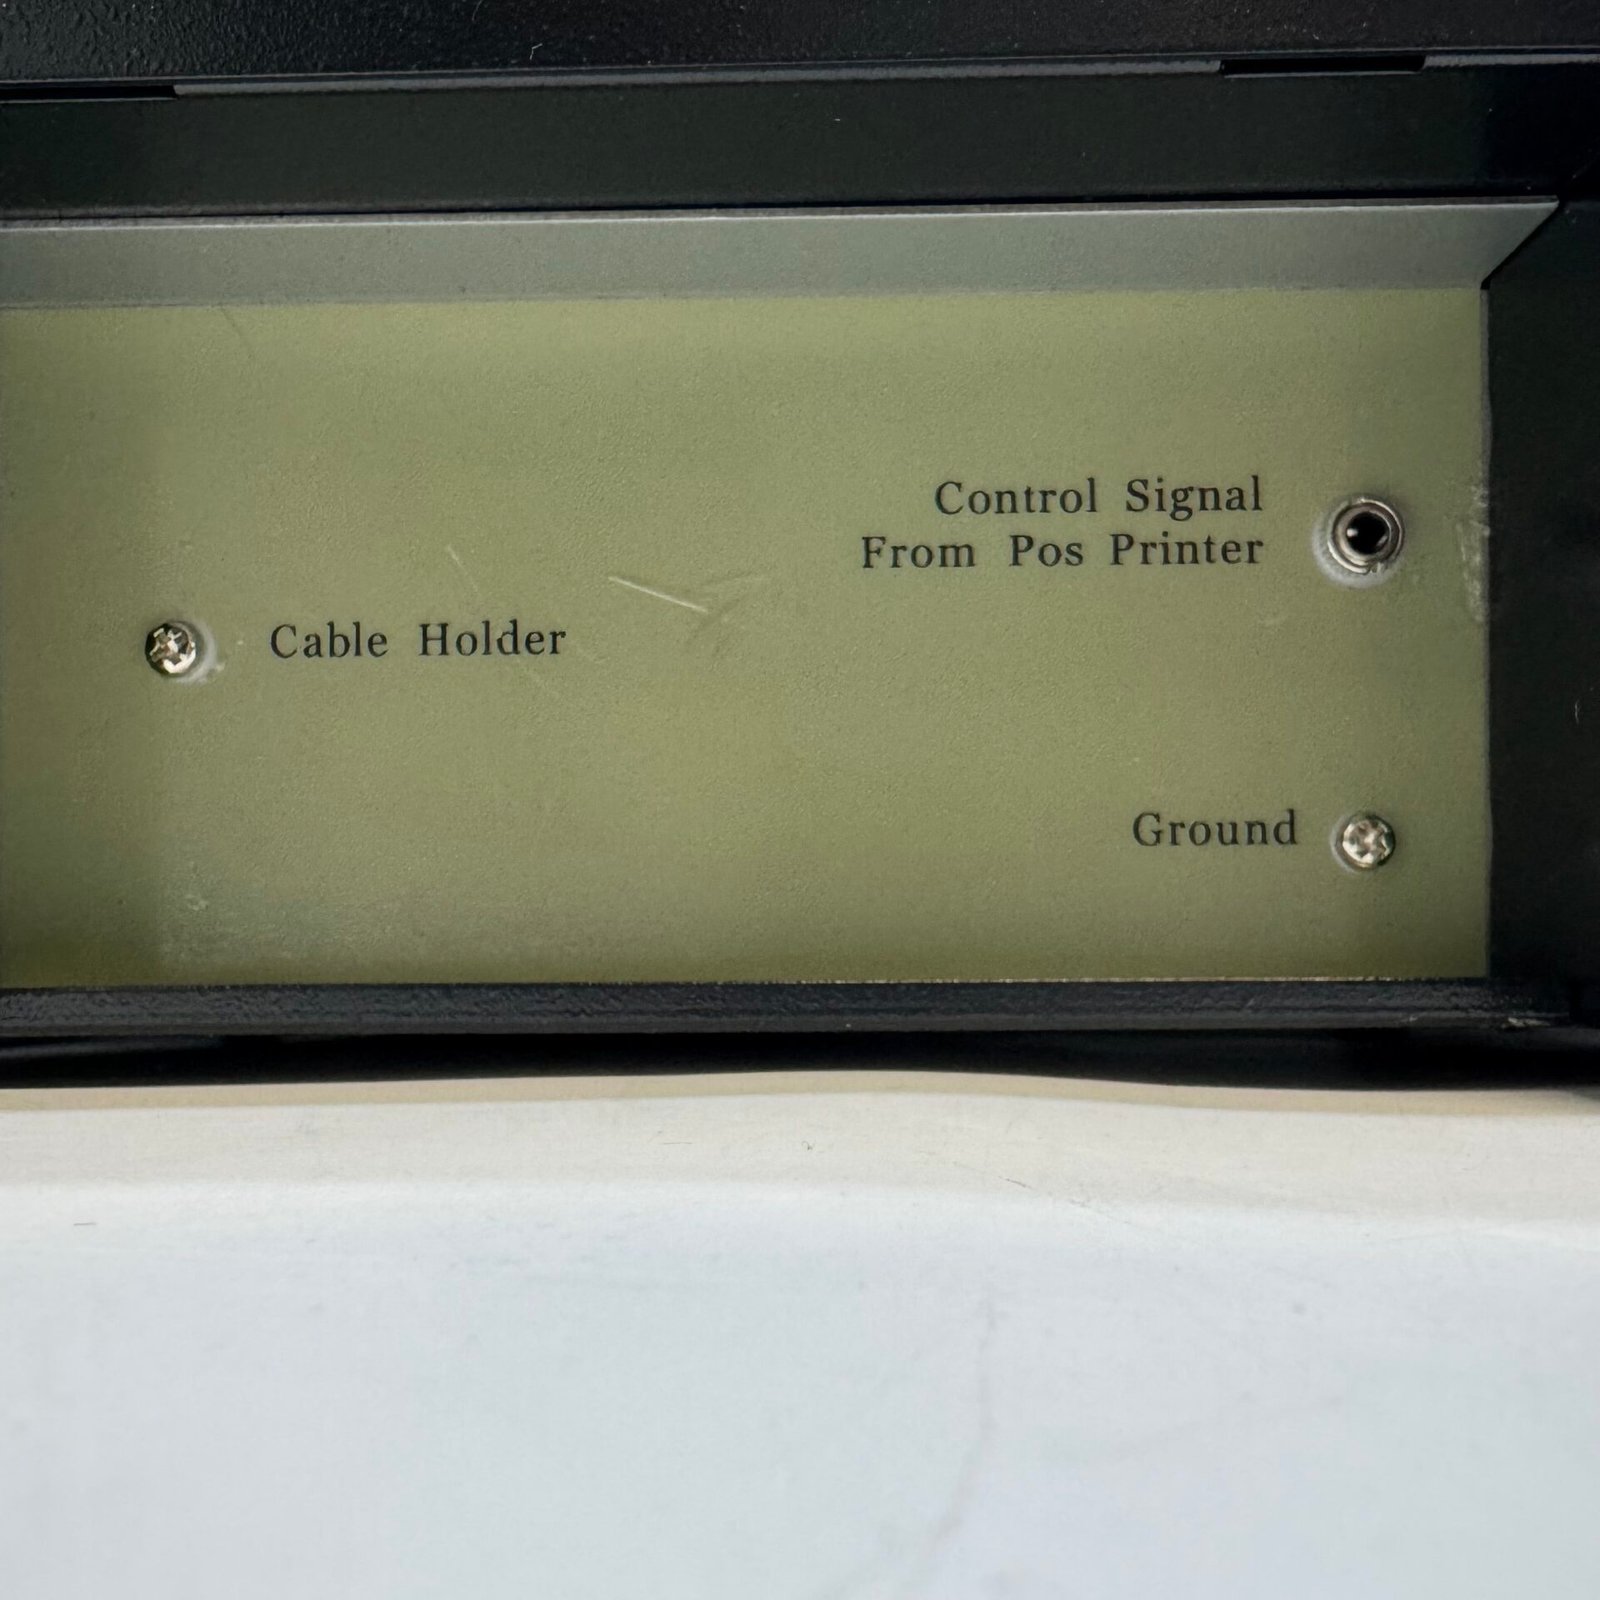 Control Signal
From Pos Printer
Cable Holder
Ground